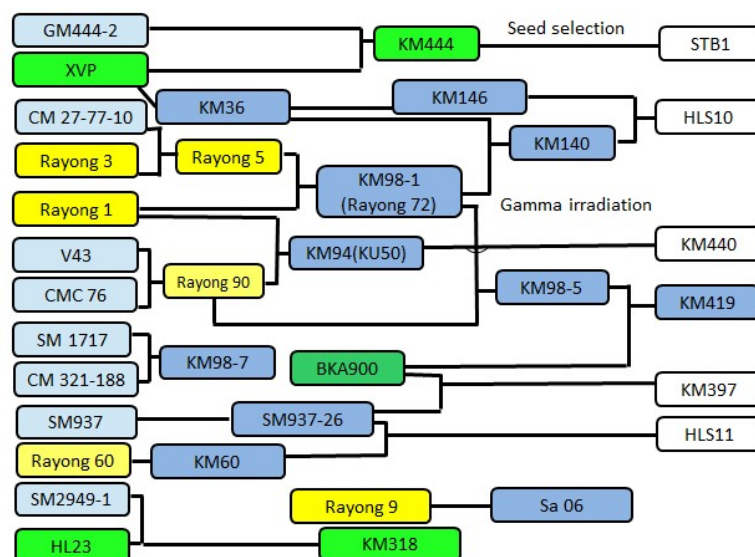 GM444-2
KM444
Seed selection
STB1
XVP
KM36
KM146
CM 27-77-10
HLS10
KM140
Rayong 3
Rayong 5
KM98-1
(Rayong 72)
Rayong 1
Gamma irradiation
V43
KM94(KU50)
KM440
CMC 76
Rayong 90
KM98-5
KM419
SM 1717
KM98-7
BKA900
CM 321-188
KM397
SM937
SM937-26
HLS11
Rayong 60
KM60
SM2949-1
Rayong 9
Sa 06
HL23
KM318